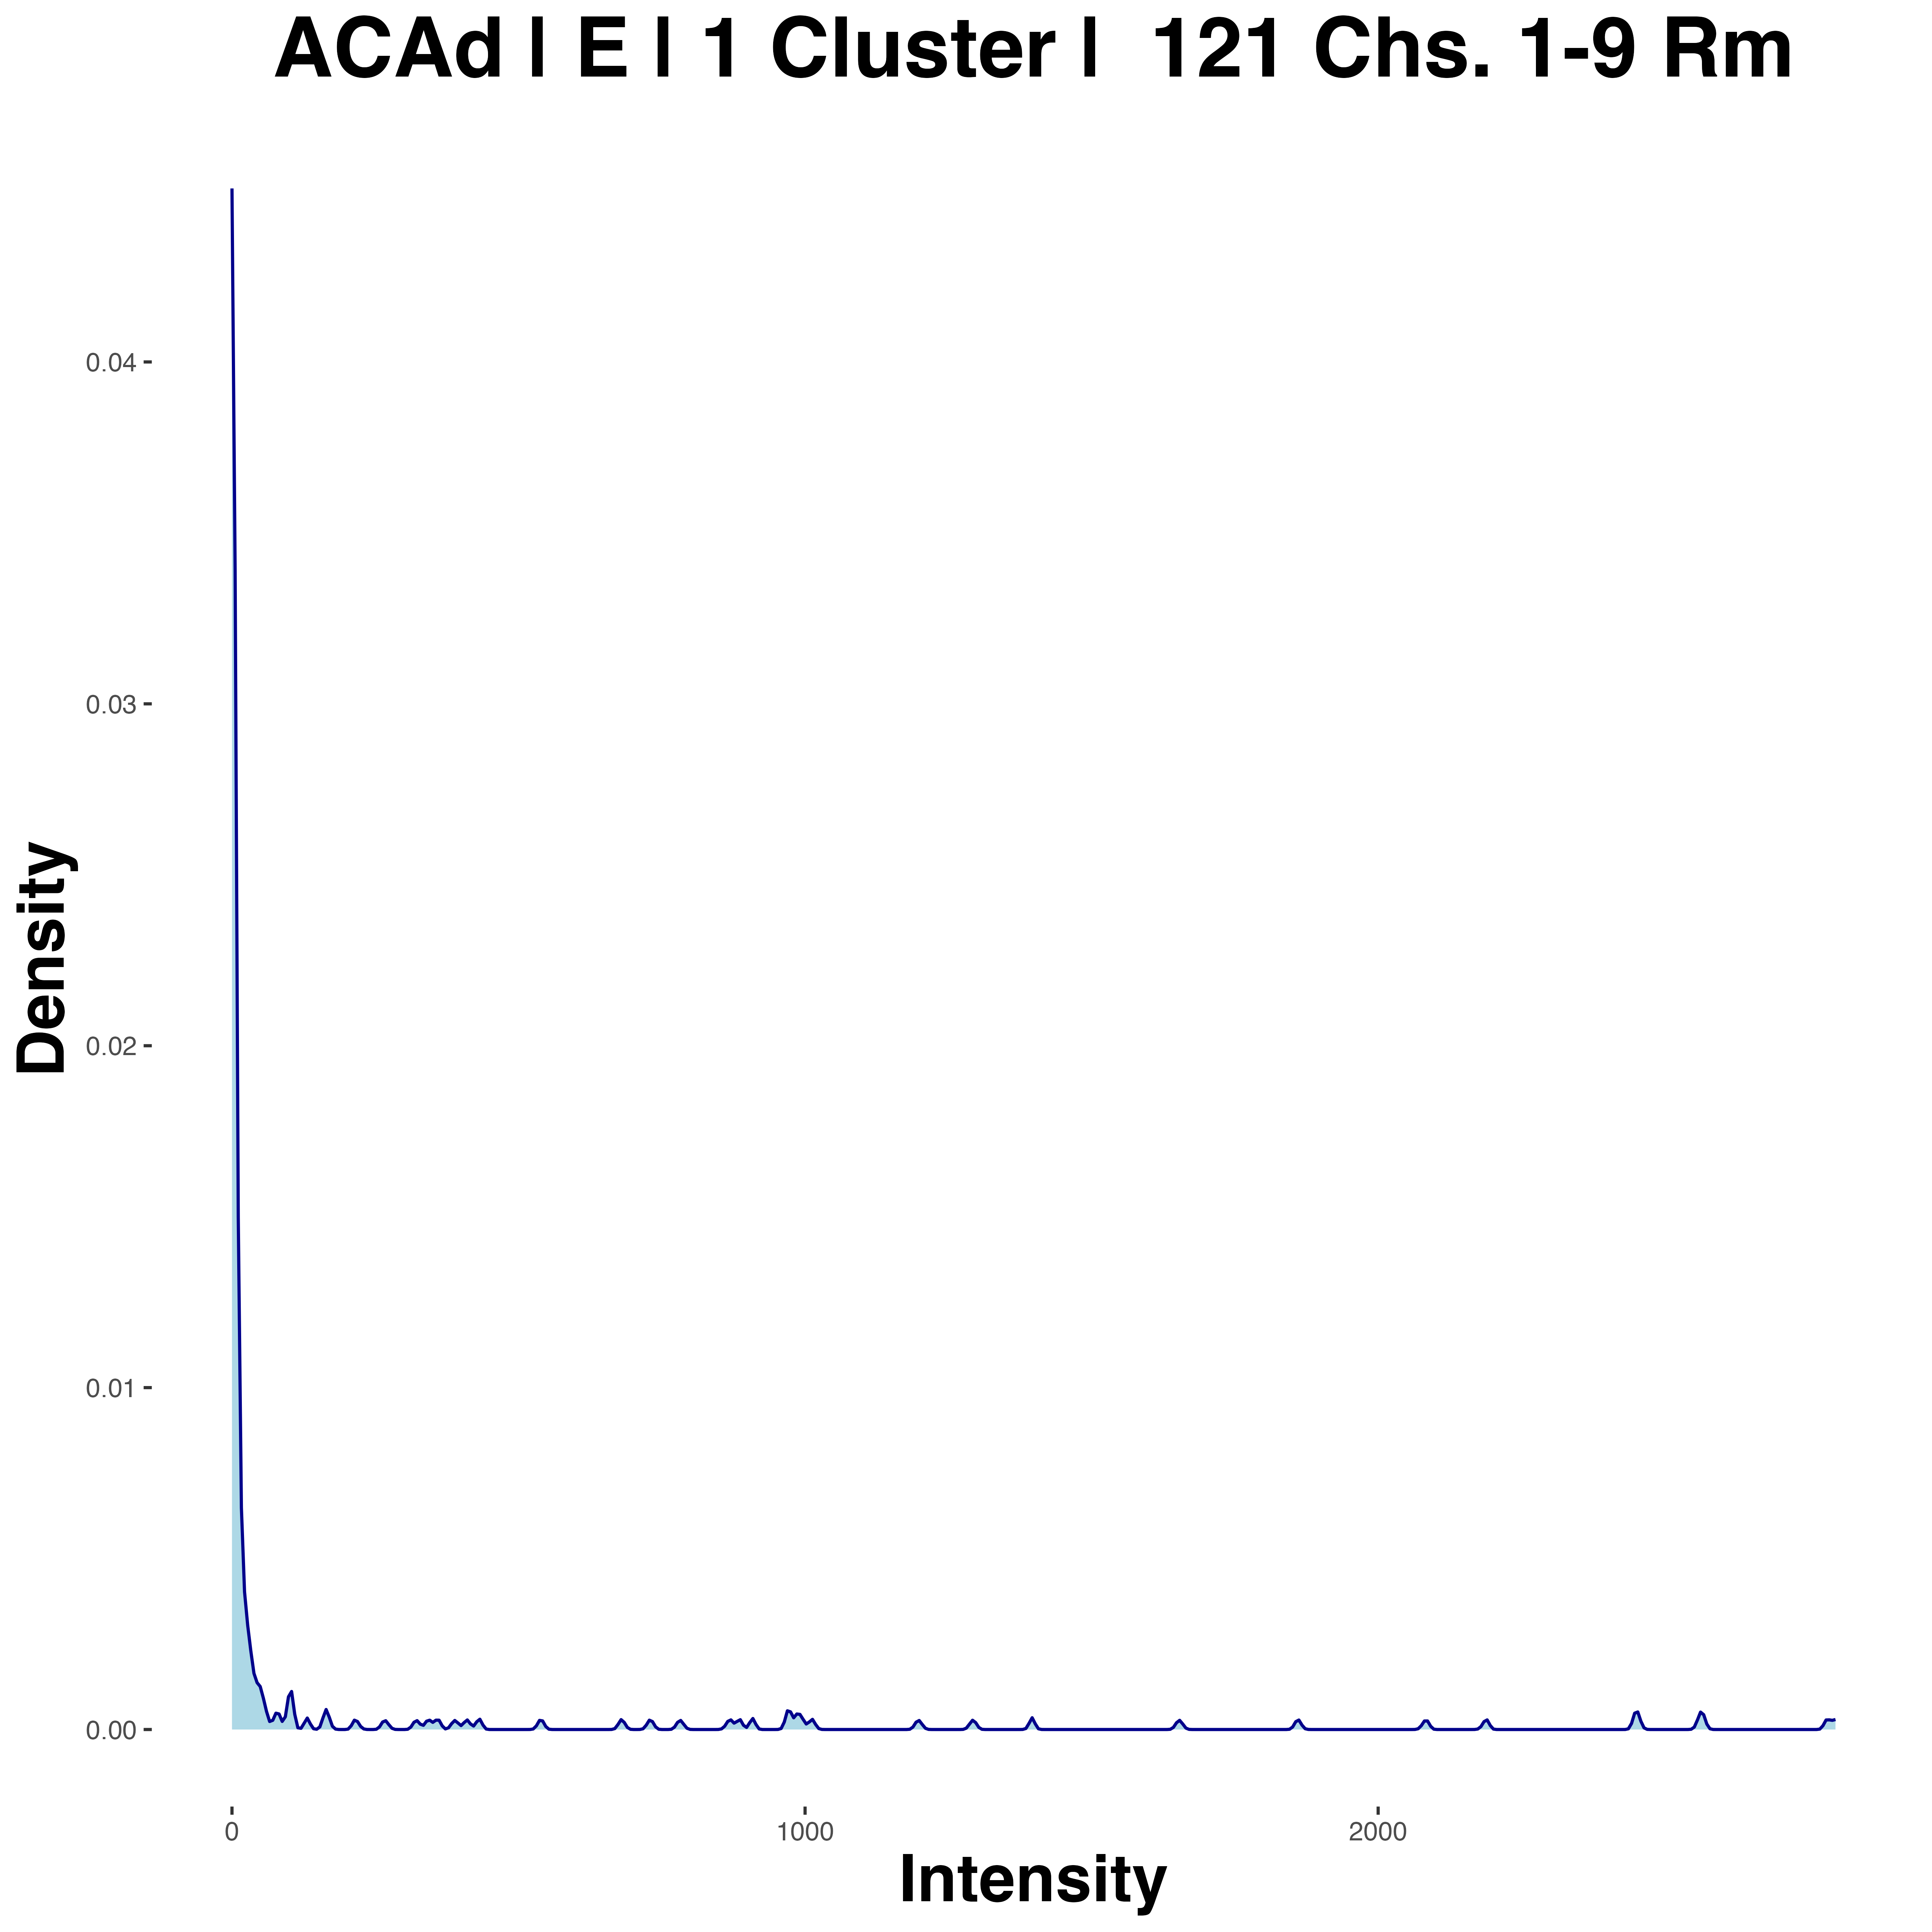 ACAd | E | 1 Cluster |  121 Chs. 1-9 Rm
Density
0.04
0.03
0.02
0.01
0.00
0 1000 2000
Intensity